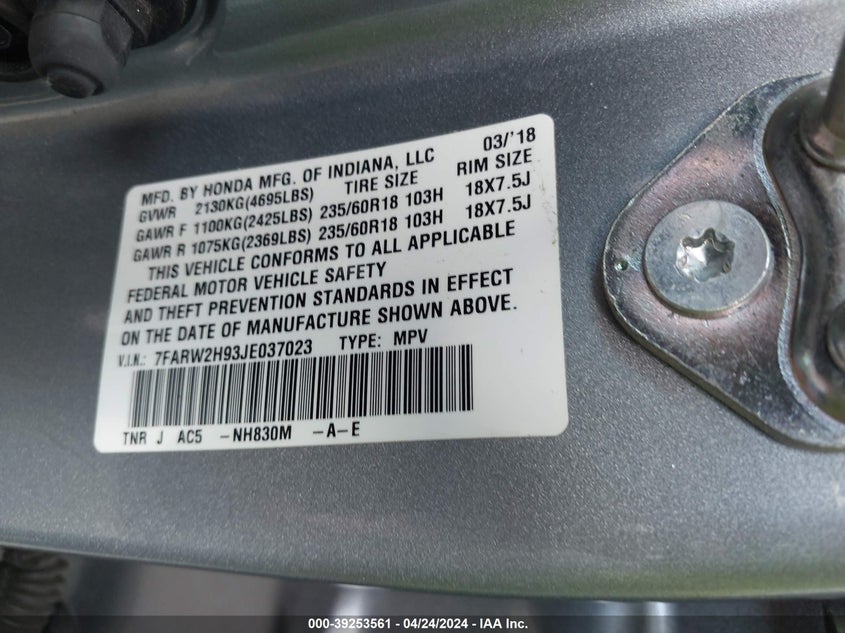 MFD. BY HONDA MFG. OF INDIANA, LLC 03/'18
GVWR 2130KG(4695LBS) TIRE SIZE RIM SIZE
GAWR F 1100KG(2425LBS) 235/60R18 103H 18X7.5J
GAWR R 1075KG(2369LBS) 235/60R18 103H 18X7.5J
THIS VEHICLE CONFORMS TO ALL APPLICABLE
FEDERAL MOTOR VEHICLE SAFETY
AND THEFT PREVENTION STANDARDS IN EFFECT
ON THE DATE OF MANUFACTURE SHOWN ABOVE.
V.I.N.: 7FARW2H93JE037023 TYPE: MPV
TNR J AC5 -NH830M -A-E
000-39253561 - 04/24/2024 - IAA Inc.